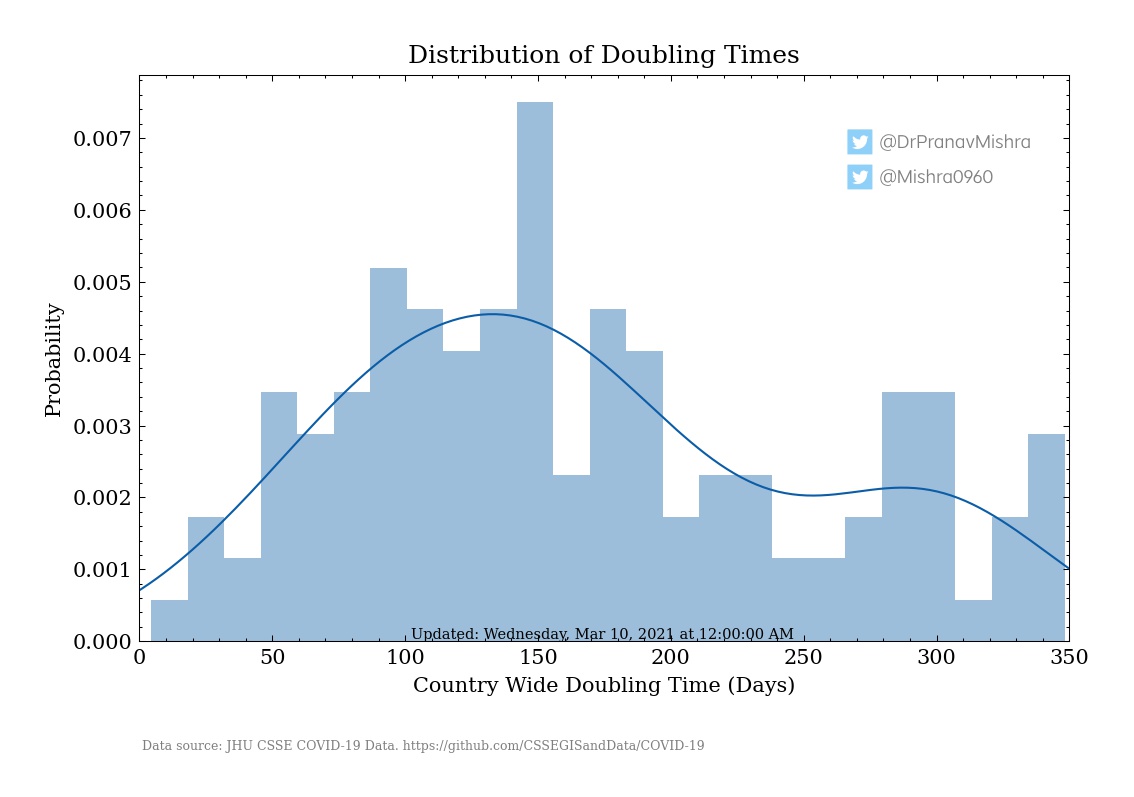 Distribution of Doubling Times
@DrPranavMishra
@Mishra0960
0.007
0.006
0.005
0.004
0.003
0.002
0.001
0.000
Probability
Updated: Wednesday, Mar 10, 2021 at 12:00:00 AM
0 50 100 150 200 250 300 350
Country Wide Doubling Time (Days)
Data source: JHU CSSE COVID-19 Data. https://github.com/CSSEGISandData/COVID-19